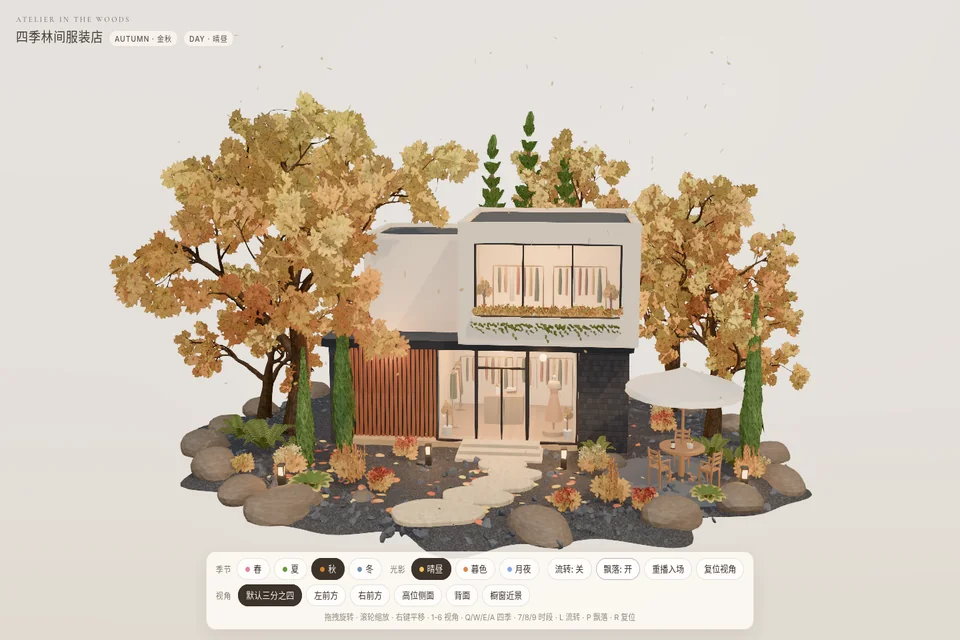 ATELIER IN THE WOODS
四季林间服装店 AUTUMN · 金秋 DAY · 晴昼
季节 春 夏 秋 冬 光影 晴昼 暮色 月夜 流转: 关 飘落: 开 重播入场 复位视角
视角 默认三分之四 左前方 右前方 高位侧面 背面 橱窗近景
拖拽旋转 · 滚轮缩放 · 右键平移 · 1-6 视角 · Q/W/E/A 四季 · 7/8/9 时段 · L 流转 · P 飘落 · R 复位